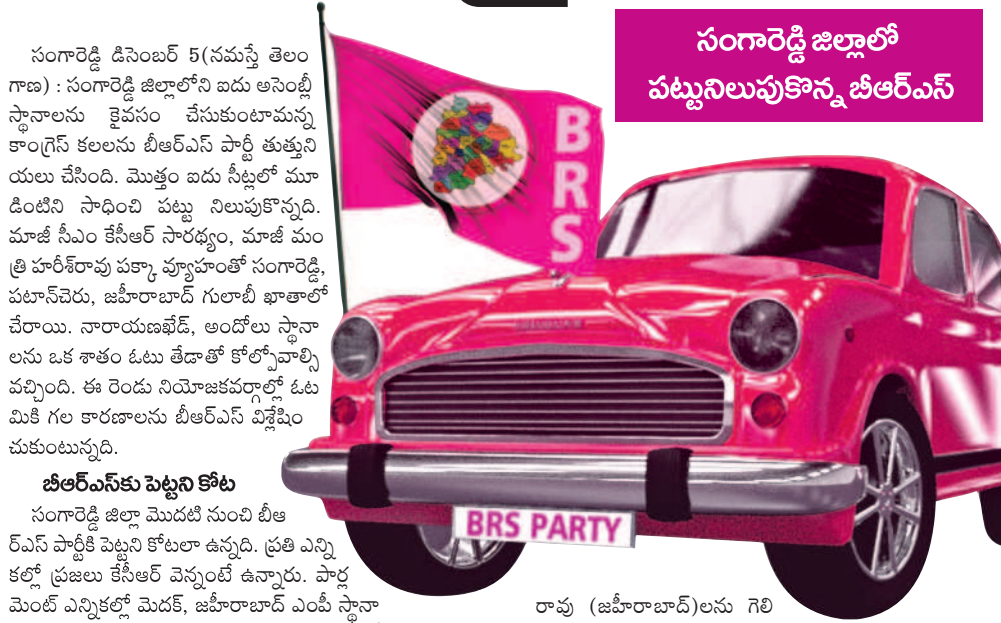 సంగారెడ్డి జిల్లాలో
పట్టునిలుపుకొన్న బీఆర్ఎస్
సంగారెడ్డి డిసెంబర్ 5(నమస్తే తెలం
గాణ) : సంగారెడ్డి జిల్లాలోని ఐదు అసెంబ్లీ
స్థానాలను కైవసం చేసుకుంటామన్న
కాంగ్రెస్ కలలను బీఆర్ఎస్ పార్టీ తుత్తుని
యలు చేసింది. మొత్తం ఐదు సీట్లలో మూ
డింటిని సాధించి పట్టు నిలుపుకొన్నది.
మాజీ సీఎం కేసీఆర్ సారథ్యం, మాజీ మం
త్రి హరీశ్‌రావు పక్కా వ్యూహంతో సంగారెడ్డి,
పటాన్‌చెరు, జహీరాబాద్ గులాబీ ఖాతాలో
చేరాయి. నారాయణఖేడ్, అందోలు స్థానా
లను ఒక శాతం ఓటు తేడాతో కోల్పోవాల్సి
వచ్చింది. ఈ రెండు నియోజకవర్గాల్లో ఓట
మికి గల కారణాలను బీఆర్ఎస్ విశ్లేషిం
చుకుంటున్నది.
బీఆర్ఎస్‌కు పెట్టని కోట
సంగారెడ్డి జిల్లా మొదటి నుంచి బీఆ
ర్ఎస్ పార్టీకి పెట్టని కోటలా ఉన్నది. ప్రతి ఎన్ని
కల్లో ప్రజలు కేసీఆర్ వెన్నంటే ఉన్నారు. పార్ల
మెంట్ ఎన్నికల్లో మెదక్, జహీరాబాద్ ఎంపీ స్థానా
BRS
BRS PARTY
రావు (జహీరాబాద్)లను గెలి